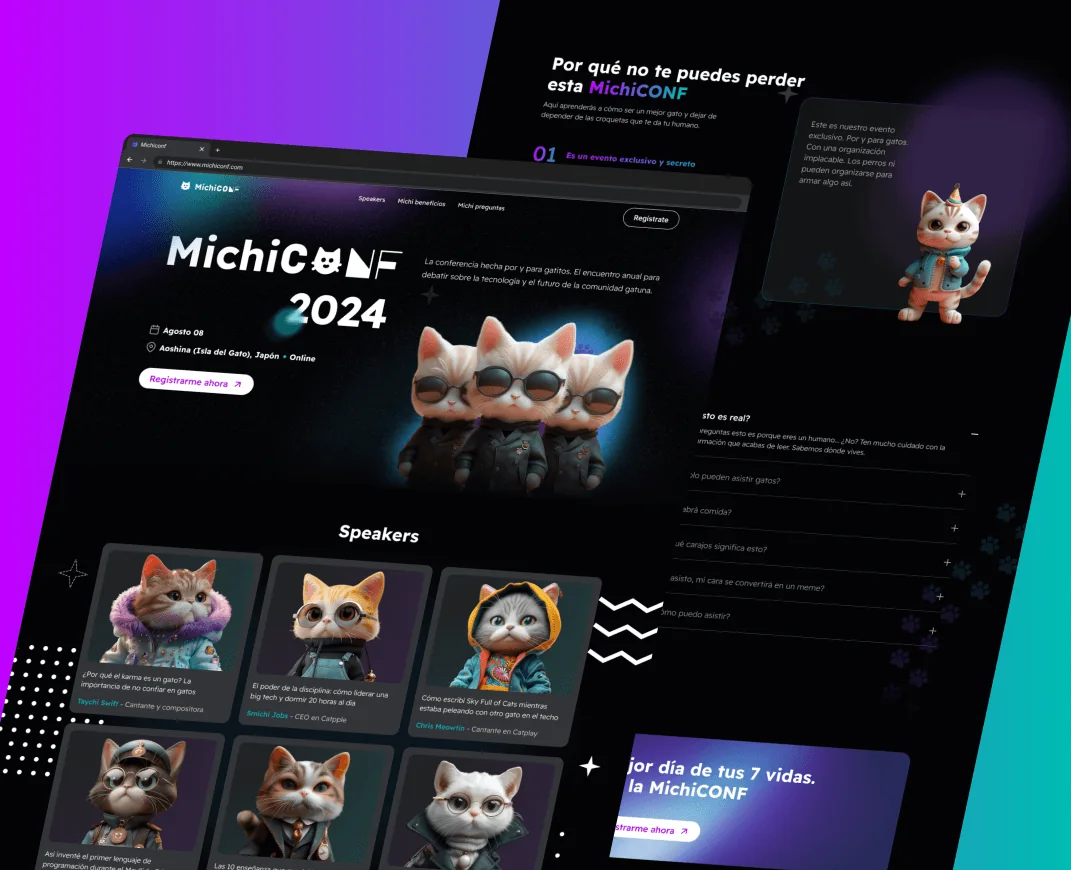 Por qué no te puedes perder
esta MichiCONF
Aquí aprenderás a cómo ser un mejor gato y dejar de
depender de las croquetas que te da tu humano.
01 Es un evento exclusivo y secreto
Este es nuestro evento
exclusivo. Por y para gatos.
Con una organización
implacable. Los perros ni
pueden organizarse para
armar algo así.
Michiconf
https://www.michiconf.com
MichiCONF
Speakers
Michi beneficios
Michi preguntas
Regístrate
MichiCONF
2024
La conferencia hecha por y para gatitos. El encuentro anual para
debatir sobre la tecnología y el futuro de la comunidad gatuna.
Agosto 08
Aoshina (Isla del Gato), Japón • Online
Registrarme ahora
Speakers
¿Por qué el karma es un gato? La
importancia de no confiar en gatos
Taychi Swift - Cantante y compositora
El poder de la disciplina: cómo liderar una
big tech y dormir 20 horas al día
Smichi Jobs - CEO en Catpple
Cómo escribí Sky Full of Cats mientras
estaba peleando con otro gato en el techo
Chris Meowtin - Cantante en Catplay
Así inventé el primer lenguaje de
programación durante el
Las 10
sto es real?
reguntas esto es porque eres un humano... ¿No? Ten mucho cuidado con la
rmación que acabas de leer. Sabemos dónde vives.
olo pueden asistir gatos?
abrá comida?
ué carajos significa esto?
asisto, mi cara se convertirá en un meme?
omo puedo asistir?
jor día de tus 7 vidas.
la MichiCONF
strarme ahora